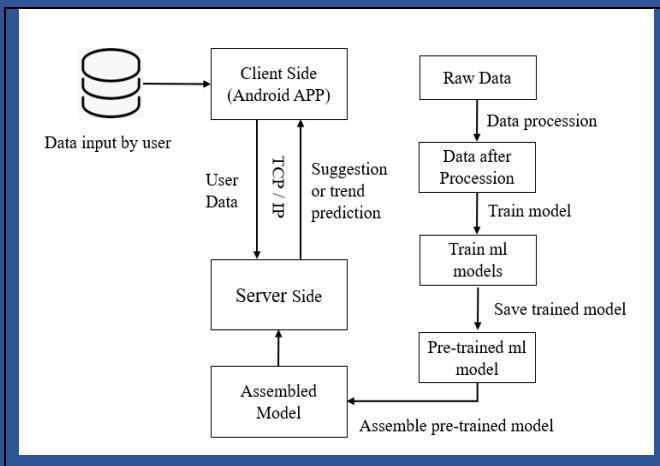 Client Side
(Android APP)
Data input by user
User
Data
TCP / IP
Suggestion
or trend
prediction
Server Side
Assembled
Model
Raw Data
Data procession
Data after
Procession
Train model
Train ml
models
Save trained model
Pre-trained ml
model
Assemble pre-trained model